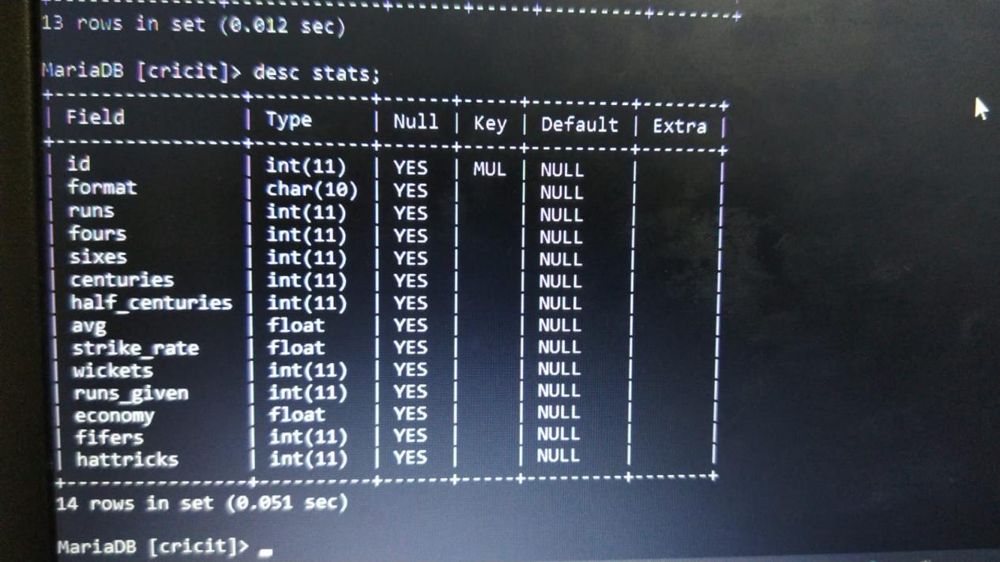 +---------+---------+---------+---------+
13 rows in set (0.012 sec)
MariaDB [cricit]> desc stats;
+----------------+----------+------+-----+---------+-------+
| Field          | Type     | Null | Key | Default | Extra |
+----------------+----------+------+-----+---------+-------+
| id             | int(11)  | YES  | MUL | NULL    |       |
| format         | char(10) | YES  |     | NULL    |       |
| runs           | int(11)  | YES  |     | NULL    |       |
| fours          | int(11)  | YES  |     | NULL    |       |
| sixes          | int(11)  | YES  |     | NULL    |       |
| centuries      | int(11)  | YES  |     | NULL    |       |
| half_centuries | int(11)  | YES  |     | NULL    |       |
| avg            | float    | YES  |     | NULL    |       |
| strike_rate    | float    | YES  |     | NULL    |       |
| wickets        | int(11)  | YES  |     | NULL    |       |
| runs_given     | int(11)  | YES  |     | NULL    |       |
| economy        | float    | YES  |     | NULL    |       |
| fifers         | int(11)  | YES  |     | NULL    |       |
| hattricks      | int(11)  | YES  |     | NULL    |       |
+----------------+----------+------+-----+---------+-------+
14 rows in set (0.051 sec)
MariaDB [cricit]> _